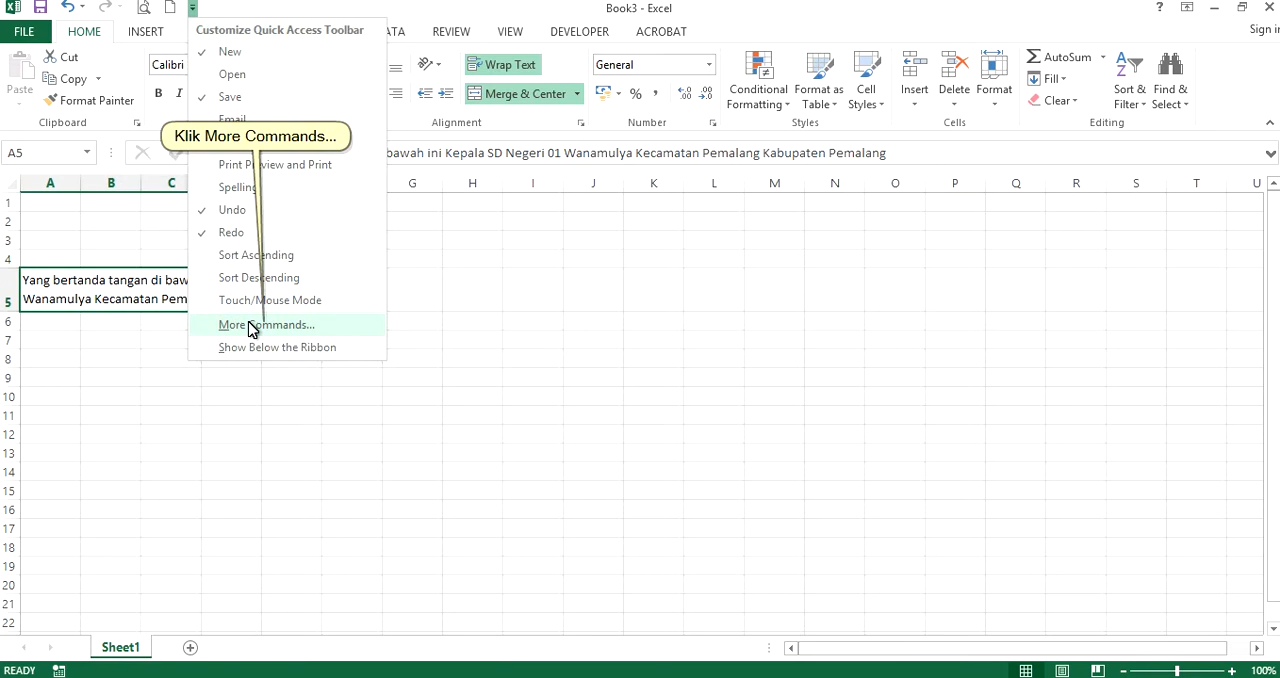 Book3 - Excel
?
FILE HOME INSERT ATA REVIEW VIEW DEVELOPER ACROBAT Sign in
Customize Quick Access Toolbar
New
Open
Save
Email
Klik More Commands...
Print Preview and Print
Spelling
Undo
Redo
Sort Ascending
Sort Descending
Touch/Mouse Mode
More Commands...
Show Below the Ribbon
Paste
Cut
Copy
Format Painter
Clipboard
Calibri
B I
Wrap Text
Merge & Center
Alignment
General
% ,
Number
Conditional Formatting
Format as Table
Cell Styles
Styles
Insert Delete Format
Cells
AutoSum
Fill
Clear
Sort & Filter
Find & Select
Editing
A5
bawah ini Kepala SD Negeri 01 Wanamulya Kecamatan Pemalang Kabupaten Pemalang
A B C G H I J K L M N O P Q R S T U
1
2
3
4
5
Yang bertanda tangan di baw
Wanamulya Kecamatan Pem
6
7
8
9
10
11
12
13
14
15
16
17
18
19
20
21
22
Sheet1
READY
100%